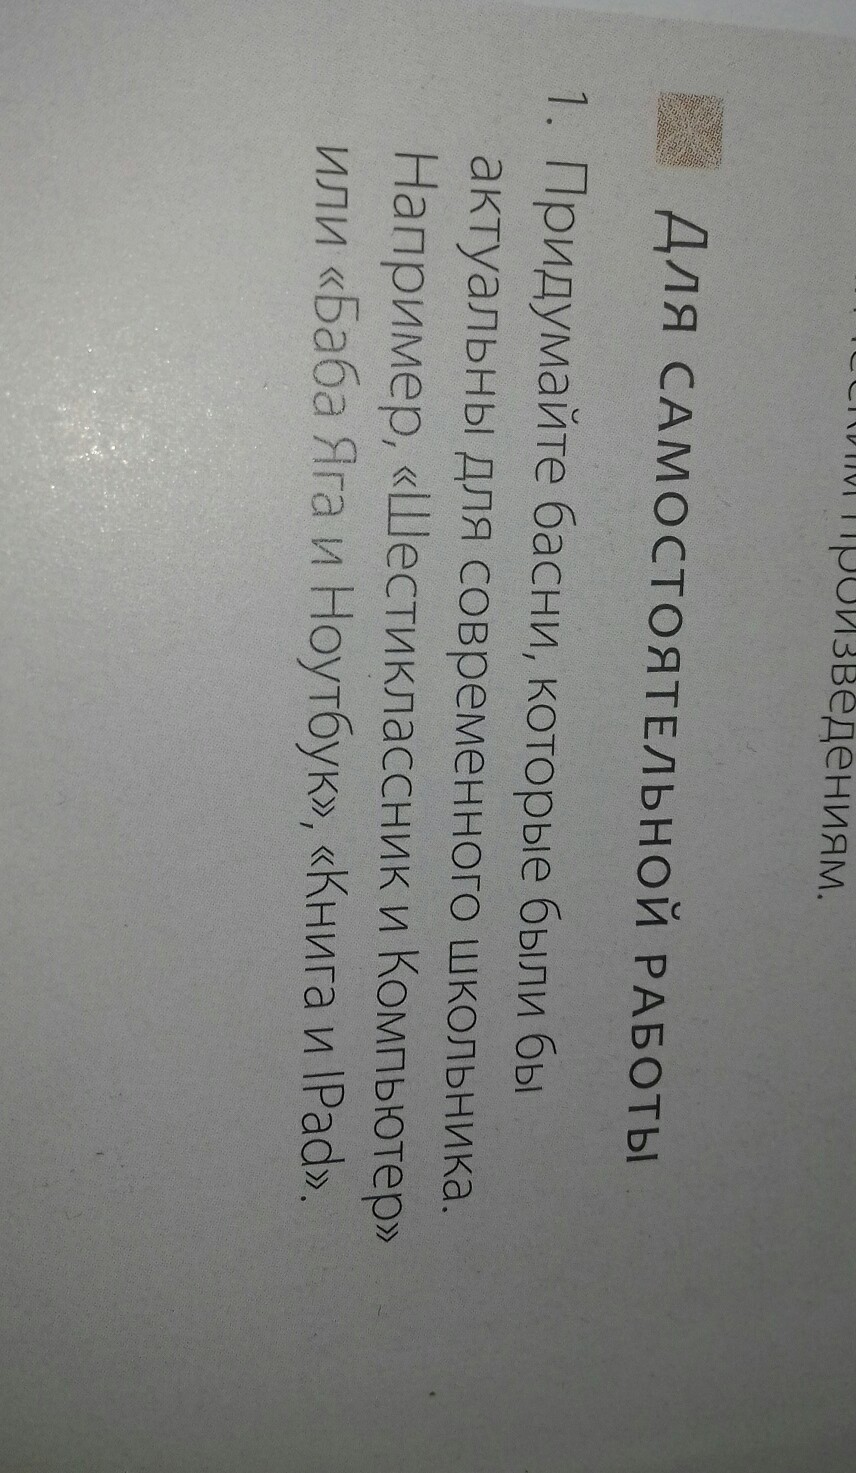 произведениям.
Для самостоятельной работы
1. Придумайте басни, которые были бы
актуальны для современного школьника.
Например, «Шестиклассник и Компьютер»
или «Баба Яга и Ноутбук», «Книга и IPad».